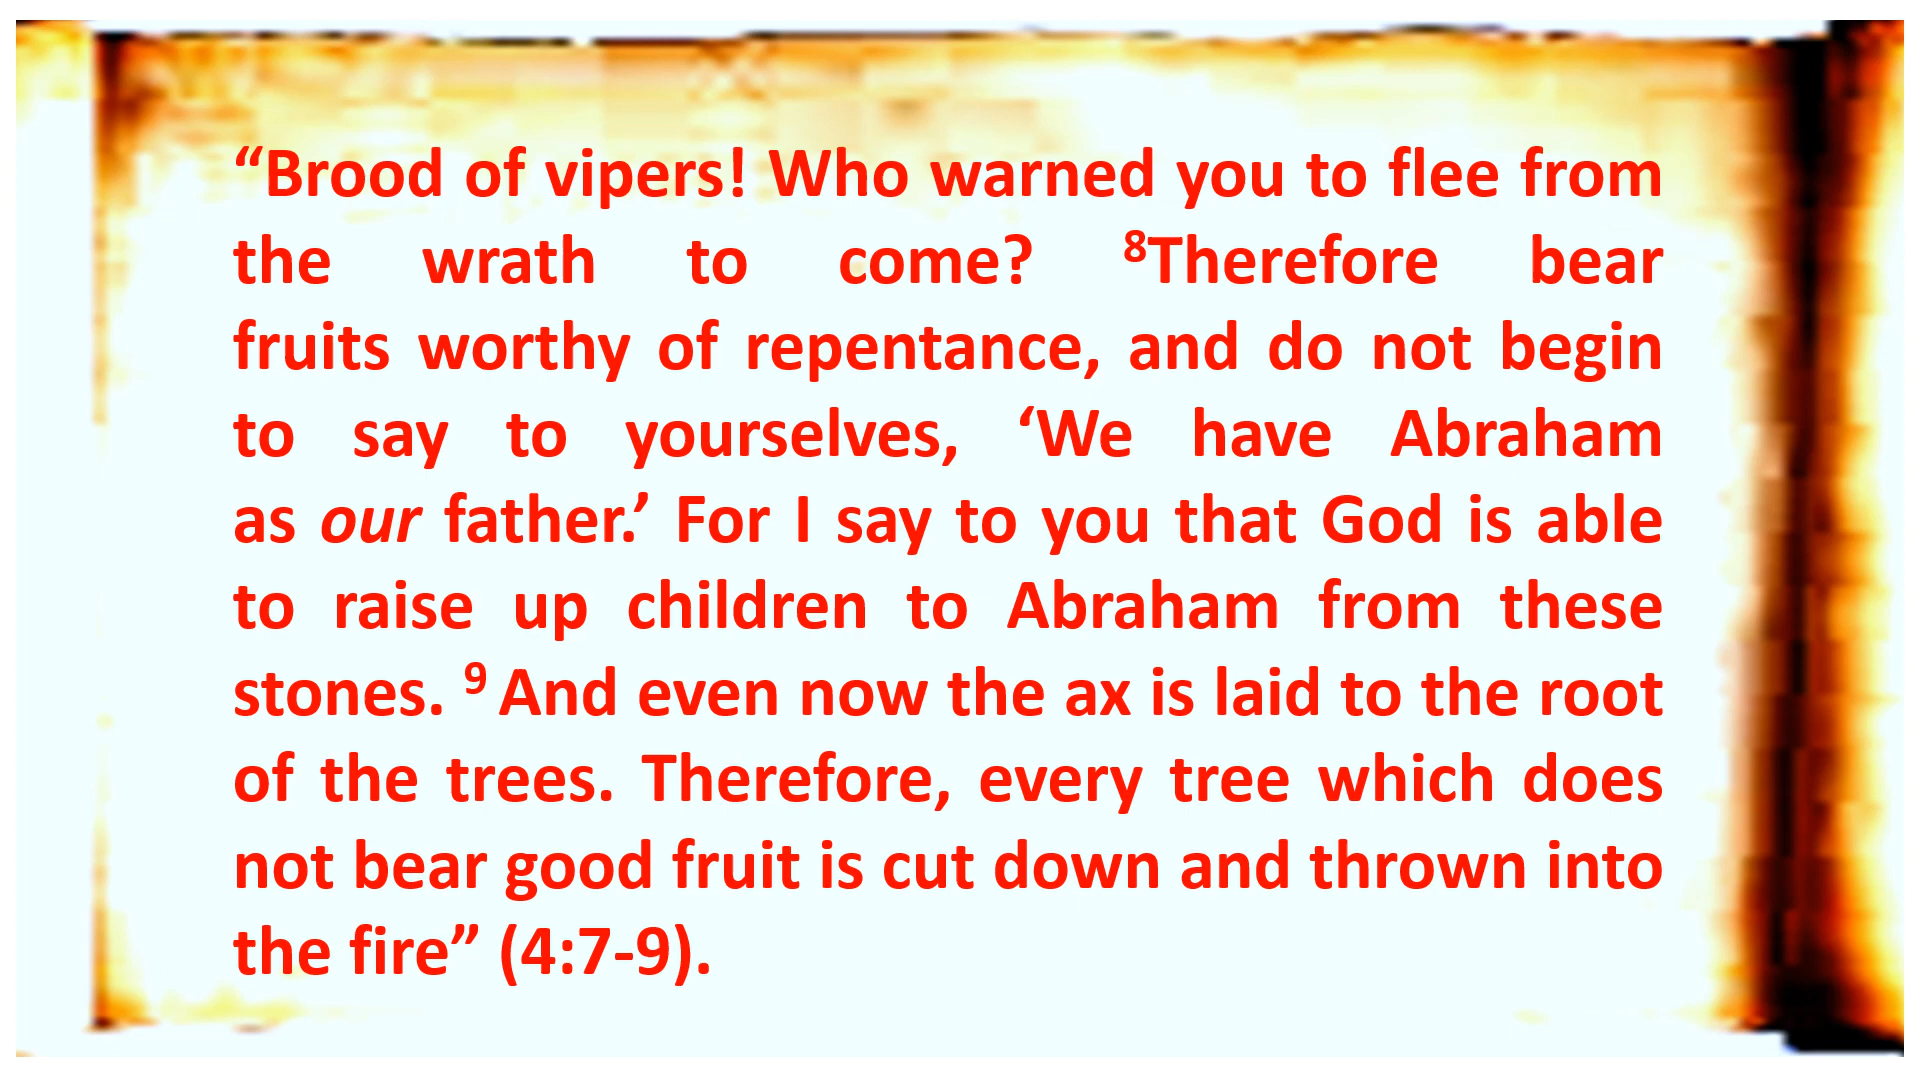 “Brood of vipers! Who warned you to flee from
the wrath to come? ⁸Therefore bear
fruits worthy of repentance, and do not begin
to say to yourselves, ‘We have Abraham
as our father.’ For I say to you that God is able
to raise up children to Abraham from these
stones. ⁹ And even now the ax is laid to the root
of the trees. Therefore, every tree which does
not bear good fruit is cut down and thrown into
the fire” (4:7-9).